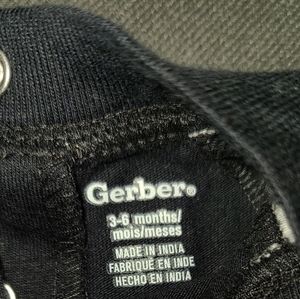 Gerber®
3-6 months/
mois/meses
MADE IN INDIA
FABRIQUÉ EN INDE
HECHO EN INDIA